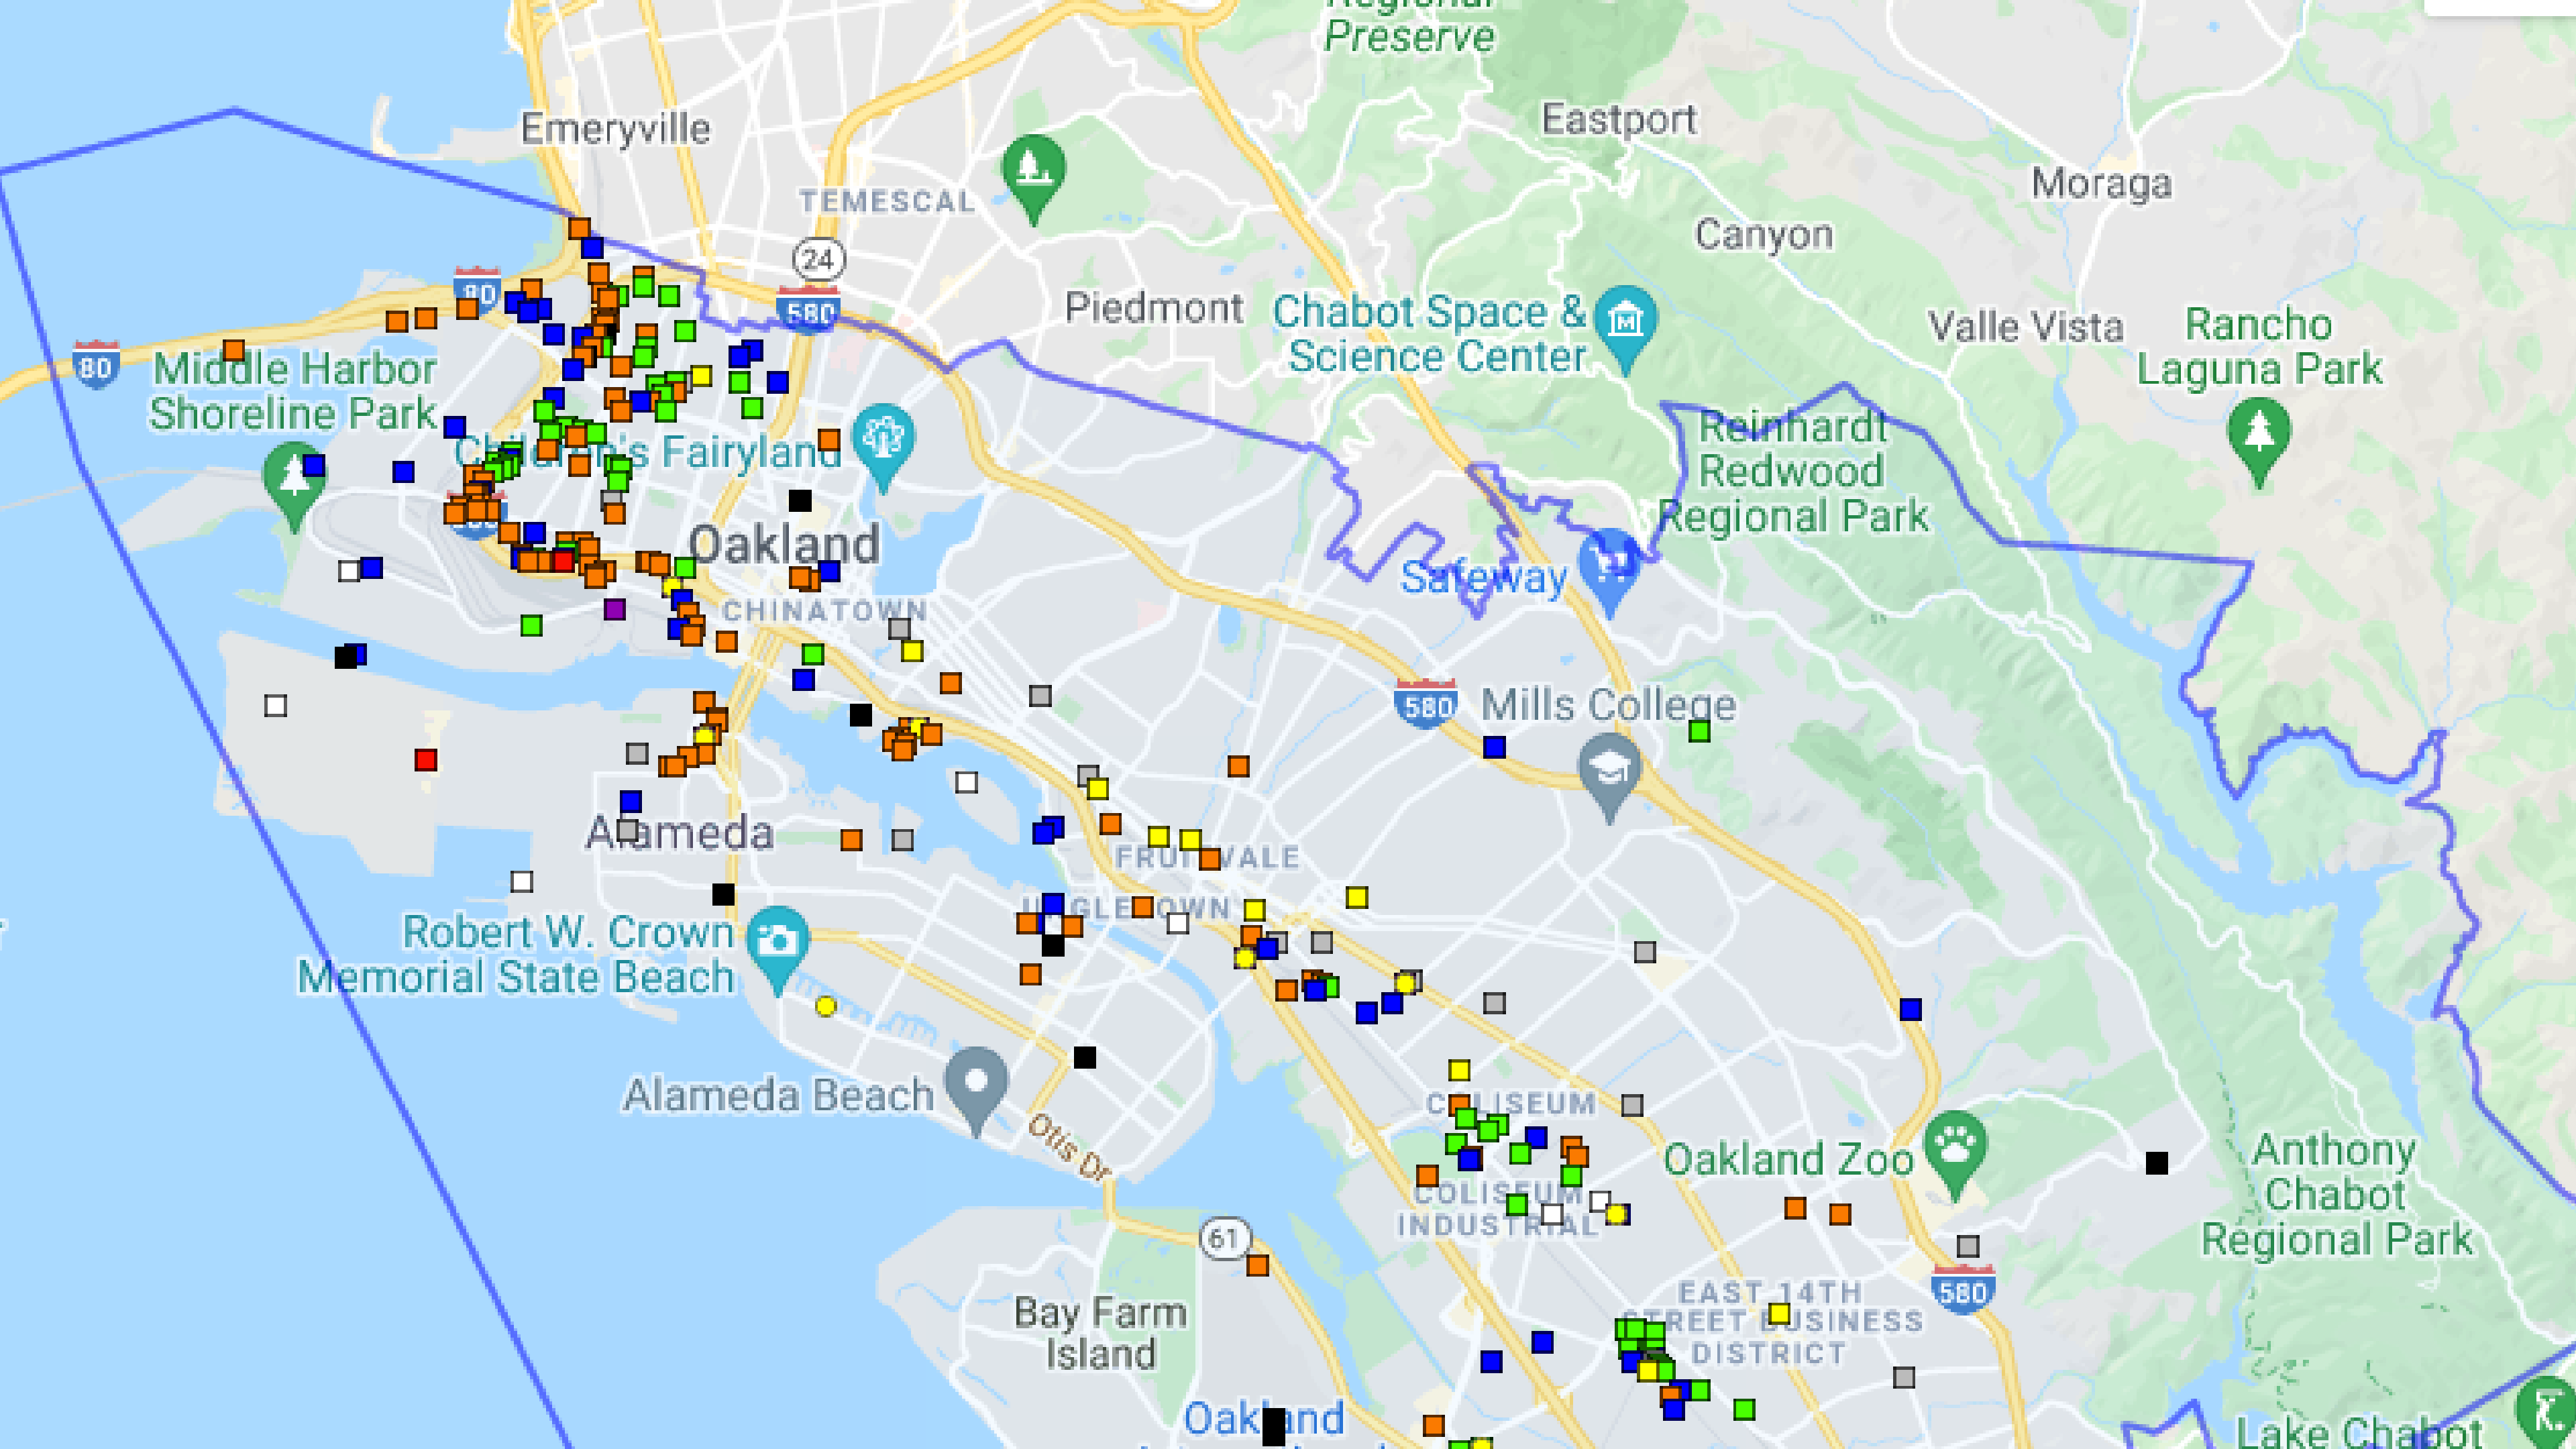 Preserve
Emeryville
Eastport
TEMESCAL
Moraga
Canyon
24
80
580
Piedmont
Chabot Space &
Science Center
Valle Vista
Rancho
Laguna Park
80
Middle Harbor
Shoreline Park
Children's Fairyland
Reinhardt
Redwood
Regional Park
Oakland
Safeway
CHINATOWN
580
Mills College
Alameda
FRUITVALE
Robert W. Crown
Memorial State Beach
Alameda Beach
Otis Dr
COLISEUM
Oakland Zoo
COLISEUM
INDUSTRIAL
61
Anthony
Chabot
Regional Park
580
EAST 14TH
STREET BUSINESS
DISTRICT
Bay Farm
Island
Oakland
Lake Chabot